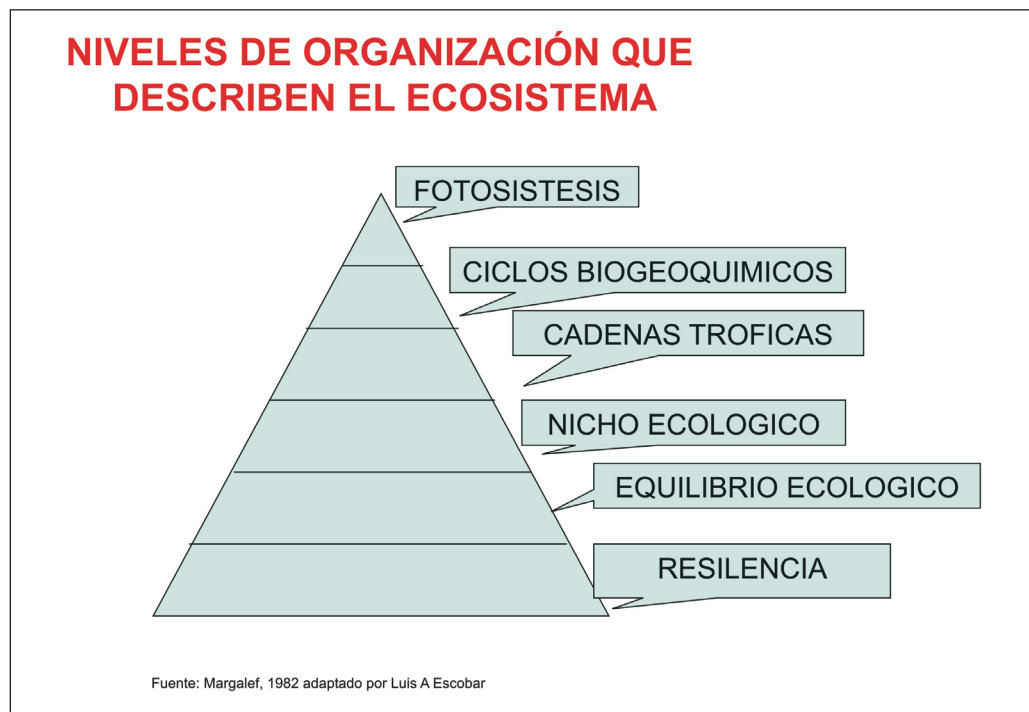 NIVELES DE ORGANIZACIÓN QUE
DESCRIBEN EL ECOSISTEMA
FOTOSISTESIS
CICLOS BIOGEOQUIMICOS
CADENAS TROFICAS
NICHO ECOLOGICO
EQUILIBRIO ECOLOGICO
RESILENCIA
Fuente: Margalef, 1982 adaptado por Luis A Escobar